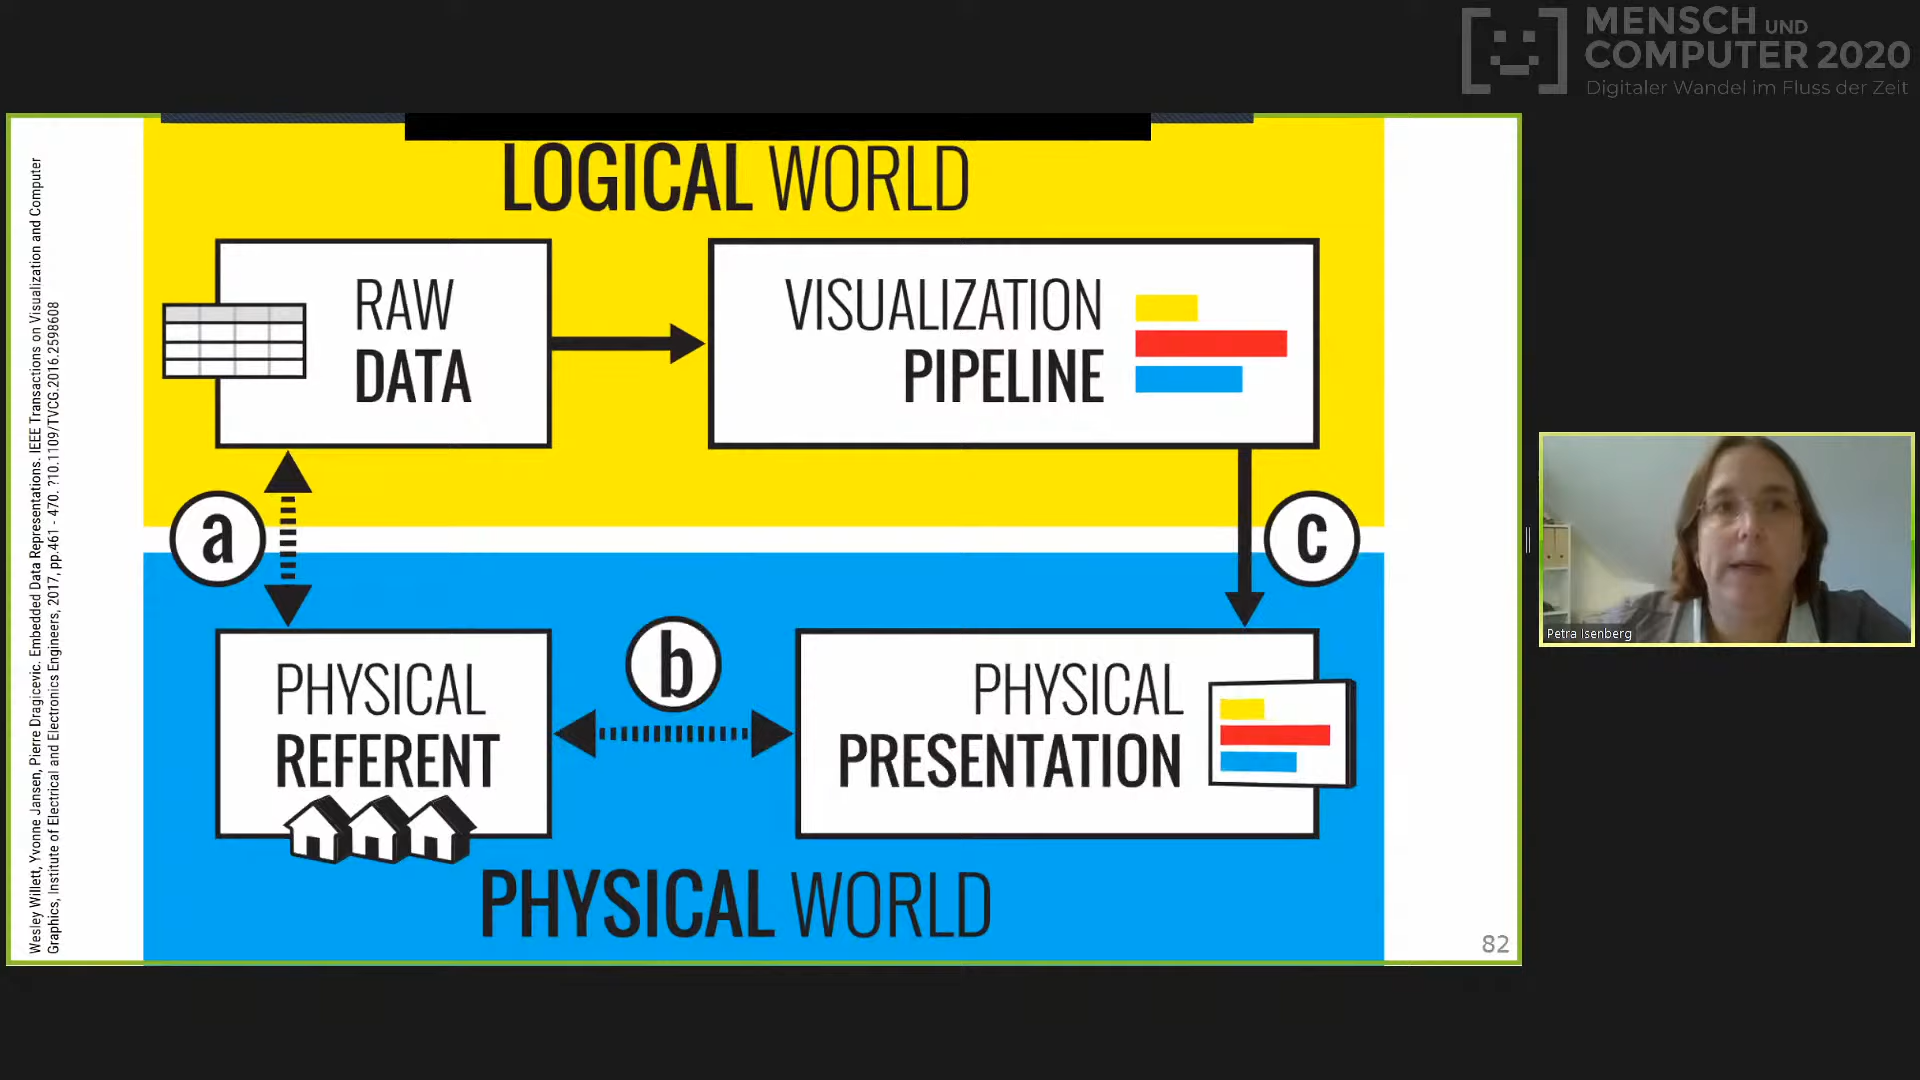 MENSCH UND
COMPUTER 2020
Digitaler Wandel im Fluss der Zeit
Wesley Willett, Yvonne Jansen, Pierre Dragicevic. Embedded Data Representations. IEEE Transactions on Visualization and Computer
Graphics, Institute of Electrical and Electronics Engineers, 2017, pp.461 - 470. ?10.1109/TVCG.2016.2598608
LOGICAL WORLD
RAW
DATA
VISUALIZATION
PIPELINE
a
c
b
PHYSICAL
REFERENT
PHYSICAL
PRESENTATION
PHYSICAL WORLD
82
Petra Isenberg